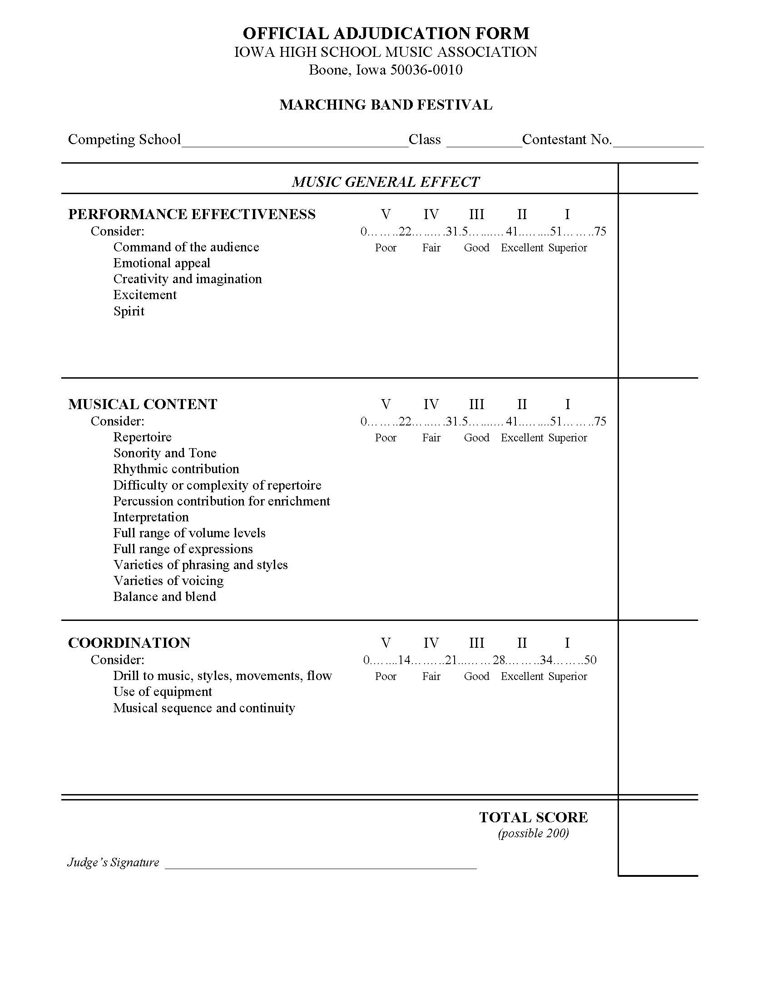 OFFICIAL ADJUDICATION FORM
IOWA HIGH SCHOOL MUSIC ASSOCIATION
Boone, Iowa 50036-0010
MARCHING BAND FESTIVAL
Competing School______________________________Class __________Contestant No.____________
MUSIC GENERAL EFFECT
PERFORMANCE EFFECTIVENESS V IV III II I
Consider: 0……..22…..….31.5…...….41..…....51……..75
Command of the audience Poor Fair Good Excellent Superior
Emotional appeal
Creativity and imagination
Excitement
Spirit
MUSICAL CONTENT V IV III II I
Consider: 0……..22…..….31.5…...….41..…....51……..75
Repertoire Poor Fair Good Excellent Superior
Sonority and Tone
Rhythmic contribution
Difficulty or complexity of repertoire
Percussion contribution for enrichment
Interpretation
Full range of volume levels
Full range of expressions
Varieties of phrasing and styles
Varieties of voicing
Balance and blend
COORDINATION V IV III II I
Consider: 0…......14……..21...……28.……..34……..50
Drill to music, styles, movements, flow Poor Fair Good Excellent Superior
Use of equipment
Musical sequence and continuity
TOTAL SCORE
(possible 200)
Judge’s Signature ______________________________________________